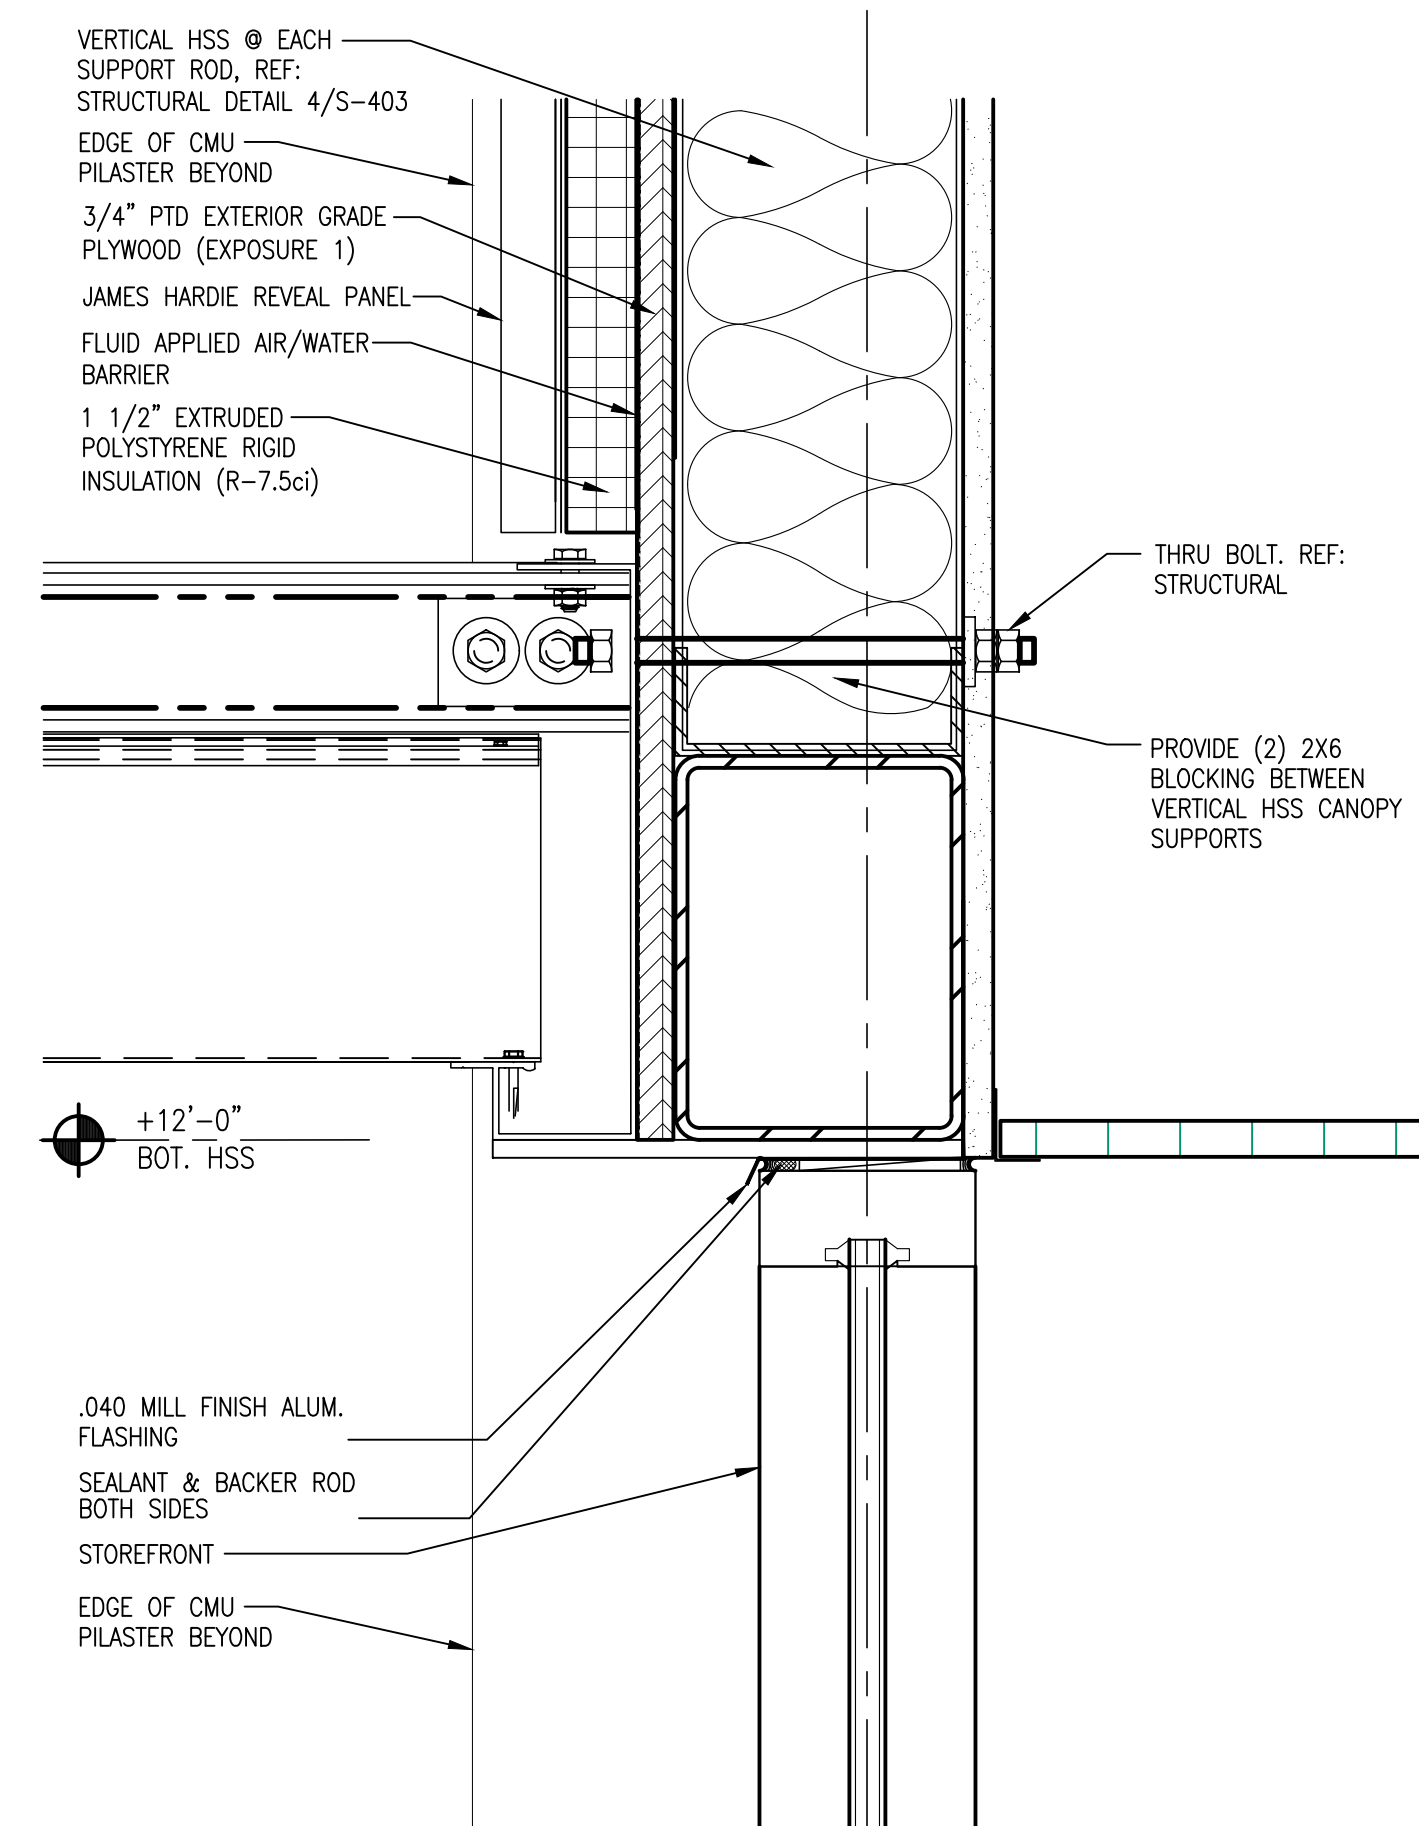 VERTICAL HSS @ EACH
SUPPORT ROD, REF:
STRUCTURAL DETAIL 4/S-403
EDGE OF CMU
PILASTER BEYOND
3/4" PTD EXTERIOR GRADE
PLYWOOD (EXPOSURE 1)
JAMES HARDIE REVEAL PANEL
FLUID APPLIED AIR/WATER
BARRIER
1 1/2" EXTRUDED
POLYSTYRENE RIGID
INSULATION (R-7.5ci)
THRU BOLT. REF:
STRUCTURAL
PROVIDE (2) 2X6
BLOCKING BETWEEN
VERTICAL HSS CANOPY
SUPPORTS
+12'-0"
BOT. HSS
.040 MILL FINISH ALUM.
FLASHING
SEALANT & BACKER ROD
BOTH SIDES
STOREFRONT
EDGE OF CMU
PILASTER BEYOND